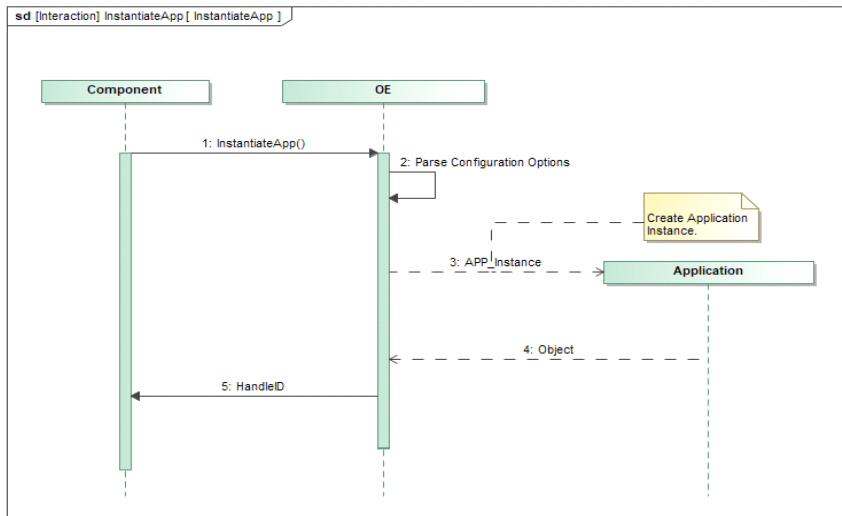 sd [Interaction] InstantiateApp [ InstantiateApp ]
Component
OE
1: InstantiateApp()
2: Parse Configuration Options
Create Application
Instance.
3: APP_Instance
Application
4: Object
5: HandleID